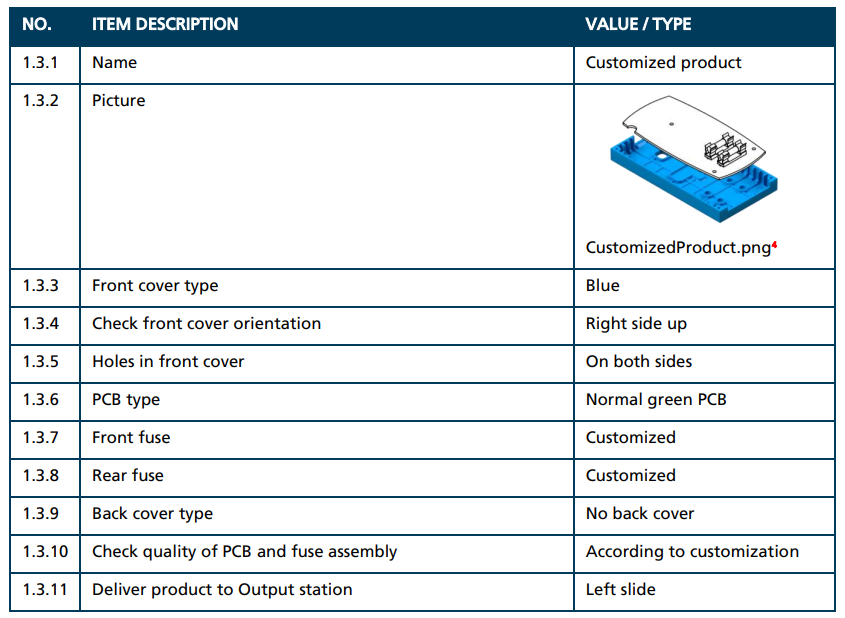 NO. ITEM DESCRIPTION VALUE / TYPE
1.3.1 Name Customized product
1.3.2 Picture
CustomizedProduct.png⁴
1.3.3 Front cover type Blue
1.3.4 Check front cover orientation Right side up
1.3.5 Holes in front cover On both sides
1.3.6 PCB type Normal green PCB
1.3.7 Front fuse Customized
1.3.8 Rear fuse Customized
1.3.9 Back cover type No back cover
1.3.10 Check quality of PCB and fuse assembly According to customization
1.3.11 Deliver product to Output station Left slide